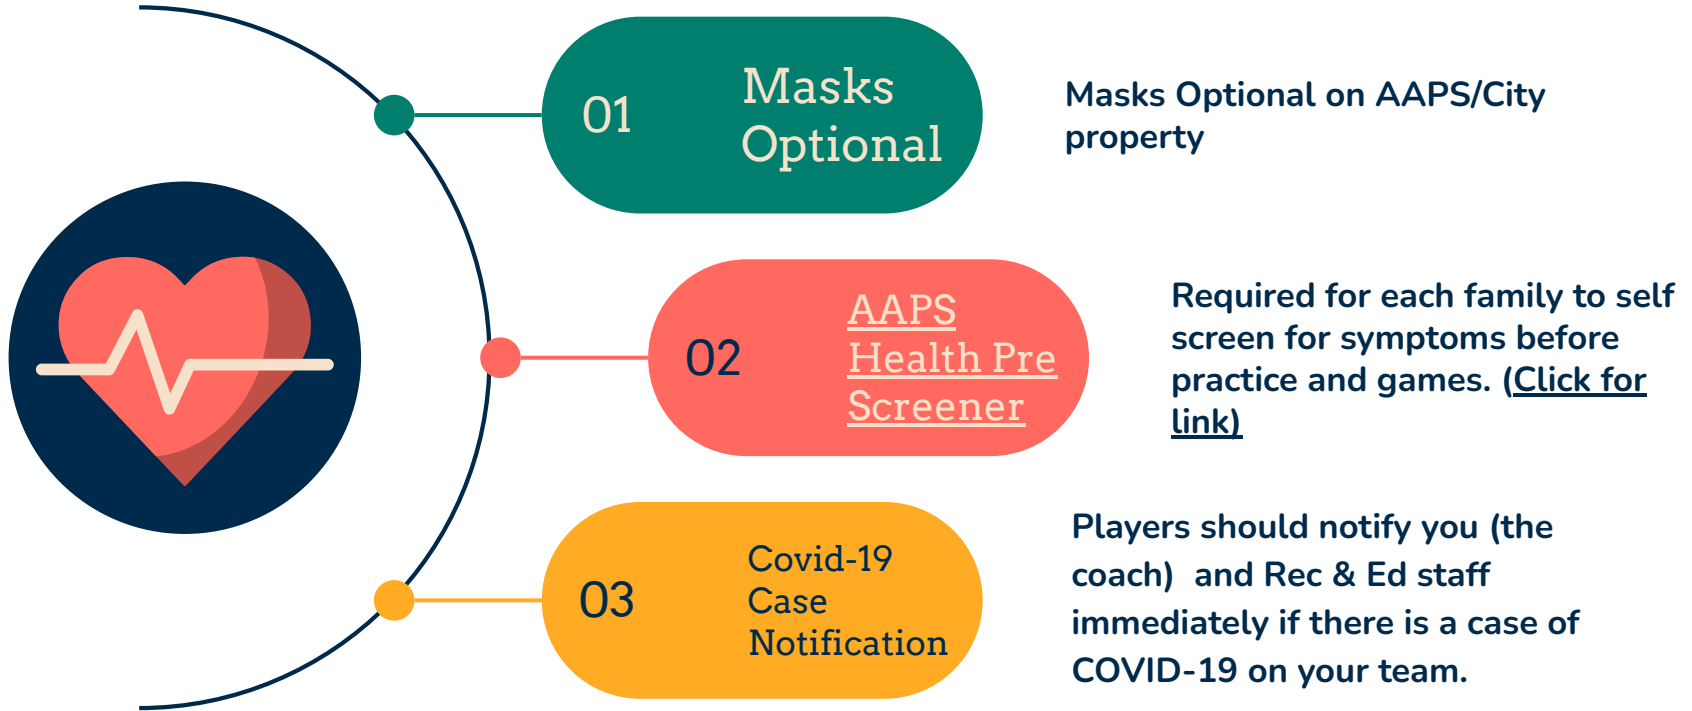 01
Masks
Optional
Masks Optional on AAPS/City
property
02
AAPS
Health Pre
Screener
Required for each family to self
screen for symptoms before
practice and games. (Click for
link)
03
Covid-19
Case
Notification
Players should notify you (the
coach)  and Rec & Ed staff
immediately if there is a case of
COVID-19 on your team.